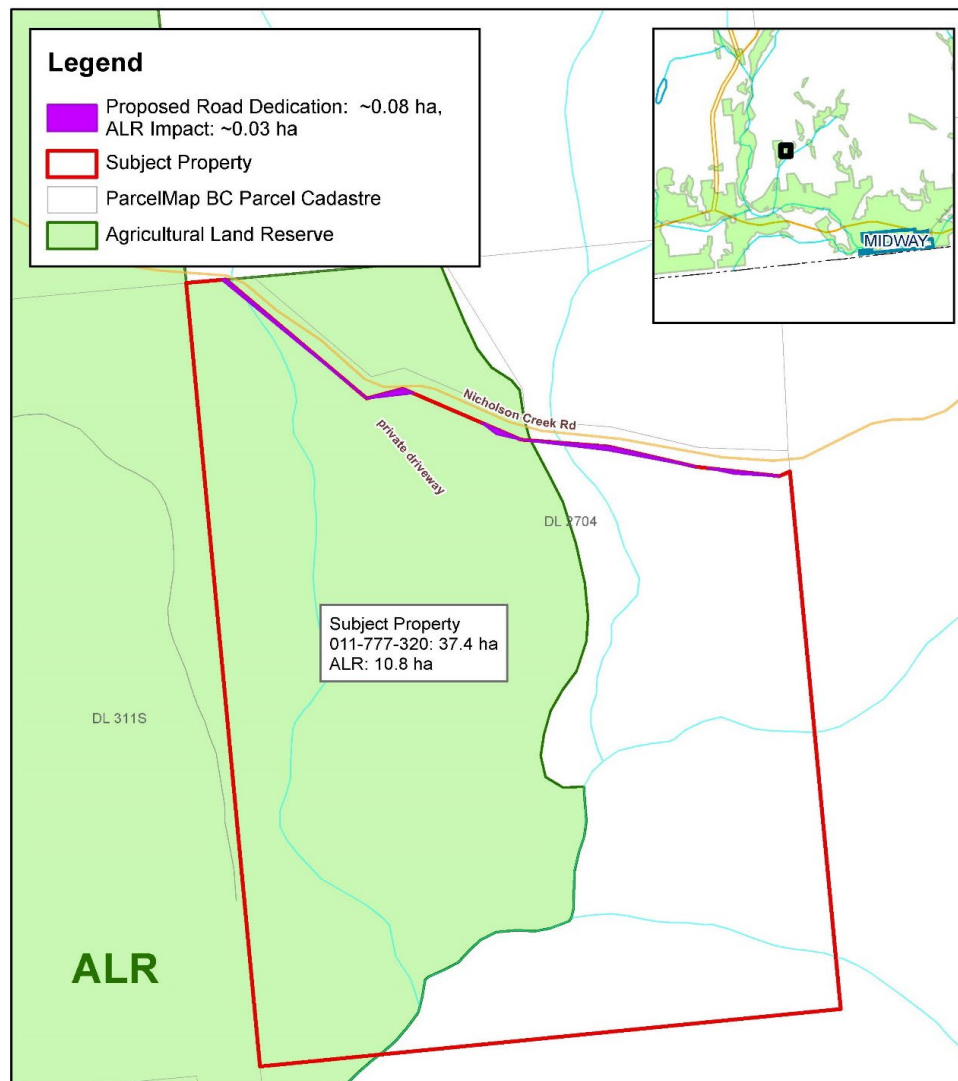 Legend
Proposed Road Dedication: ~0.08 ha,
ALR Impact: ~0.03 ha
Subject Property
ParcelMap BC Parcel Cadastre
Agricultural Land Reserve
MIDWAY
Nicholson Creek Rd
private driveway
DL 2704
Subject Property
011-777-320: 37.4 ha
ALR: 10.8 ha
DL 311S
ALR